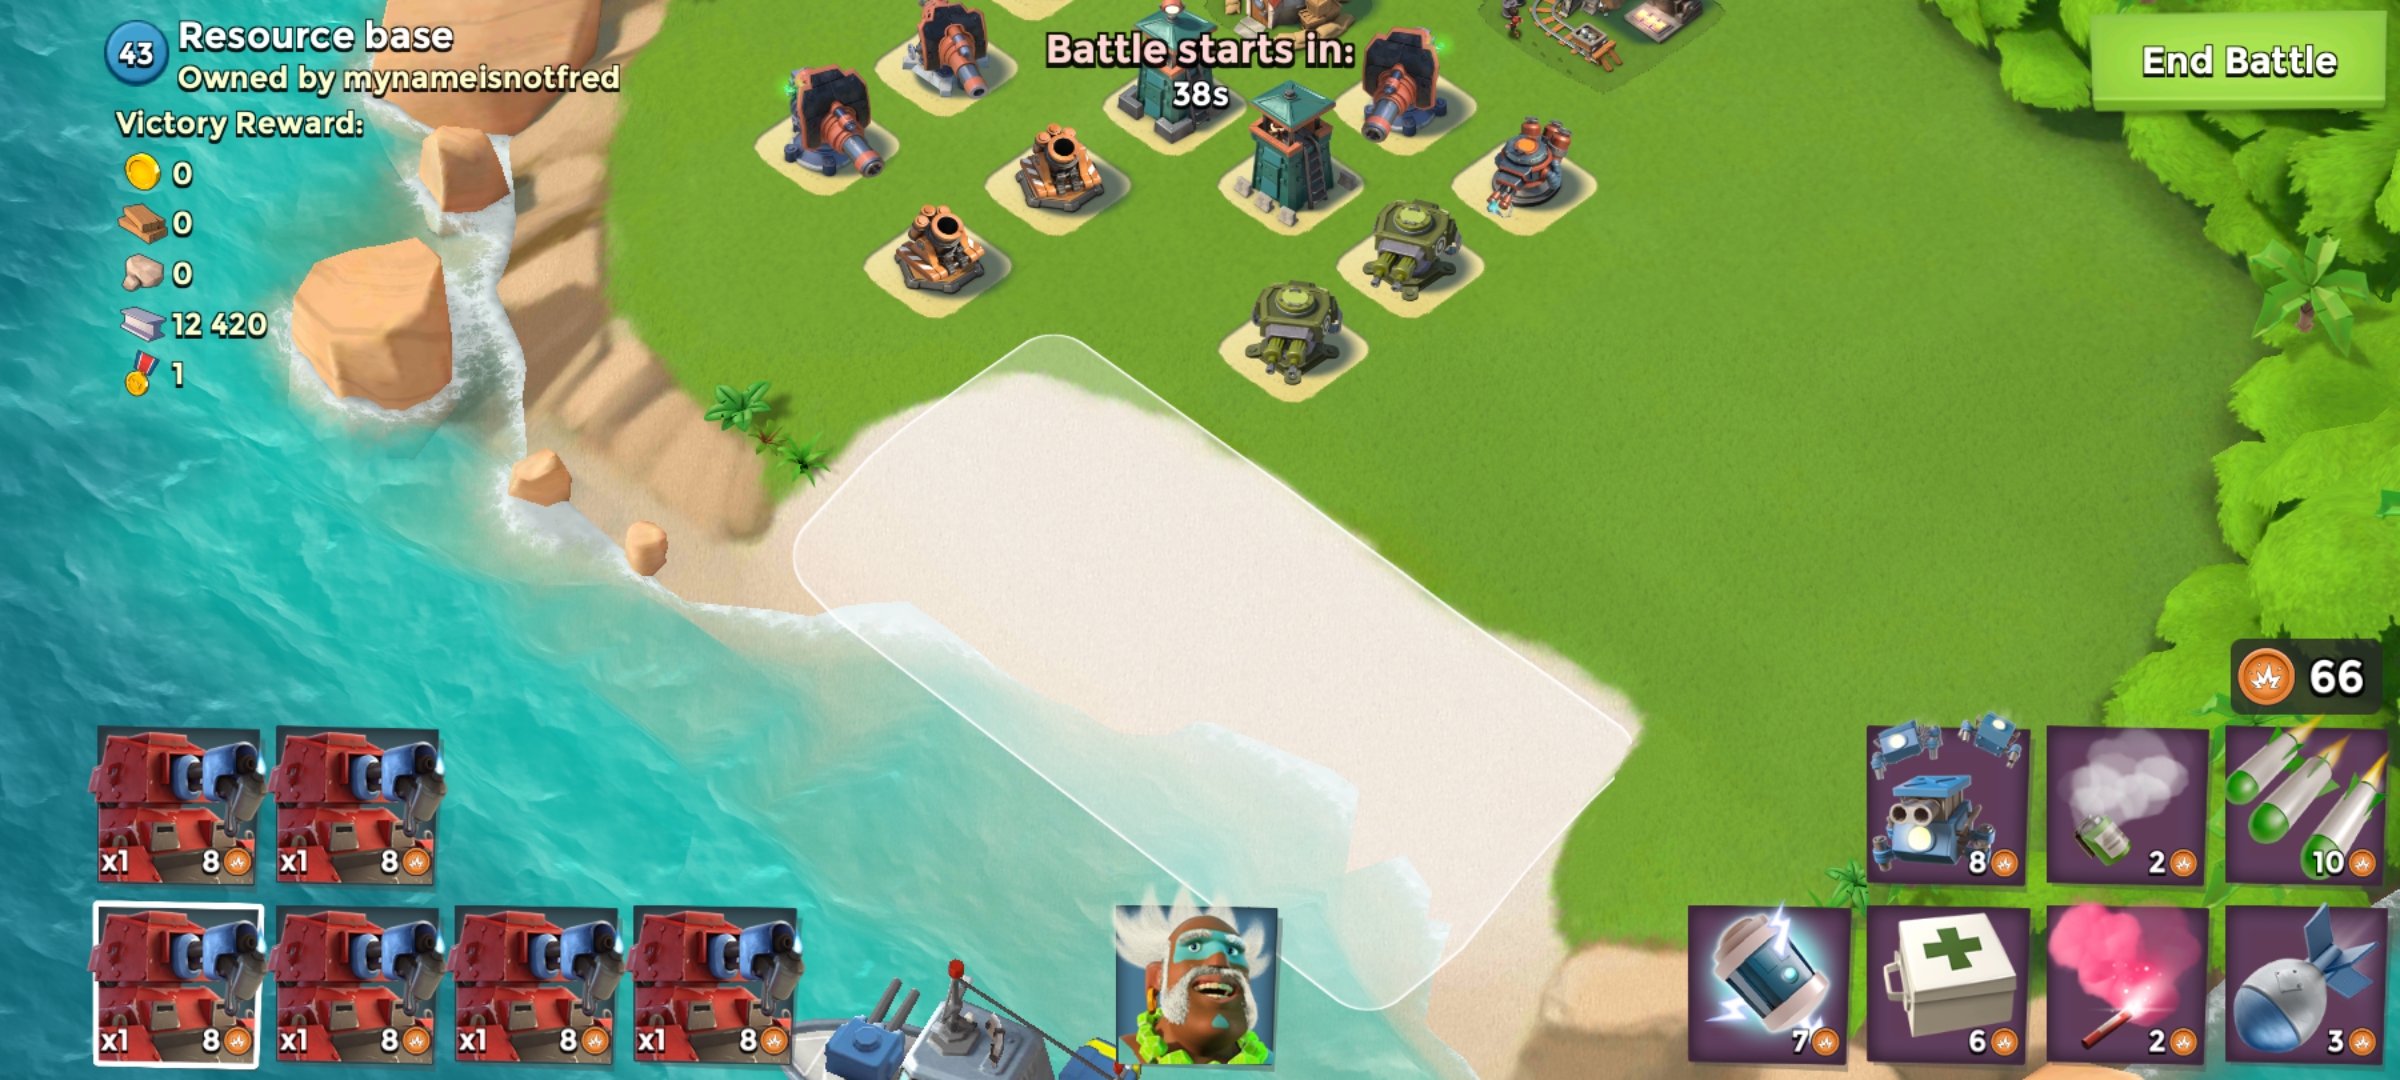 43
Resource base
Owned by mynameisnotfred
Victory Reward:
0
0
0
12 420
1
Battle starts in:
38s
End Battle
66
x1 8
x1 8
8
2
10
x1 8
x1 8
x1 8
x1 8
7
6
2
3